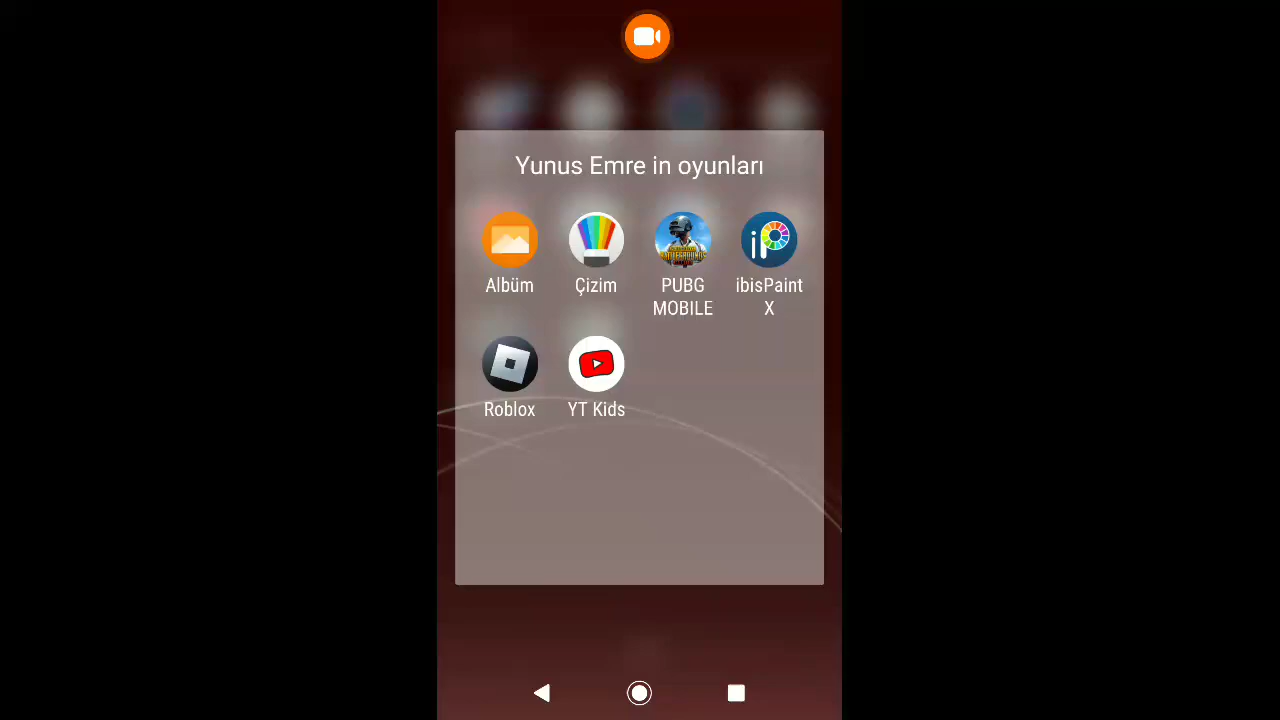 Yunus Emre in oyunları
Albüm
Çizim
PUBG
MOBILE
ibisPaint
X
Roblox
YT Kids